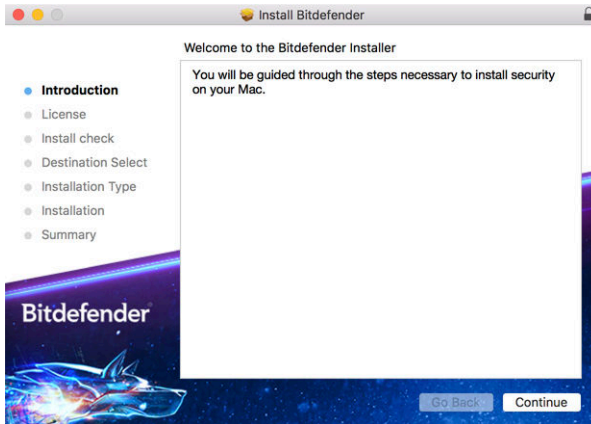 Install Bitdefender
Welcome to the Bitdefender Installer
You will be guided through the steps necessary to install security
on your Mac.
Introduction
License
Install check
Destination Select
Installation Type
Installation
Summary
Bitdefender
Go Back
Continue